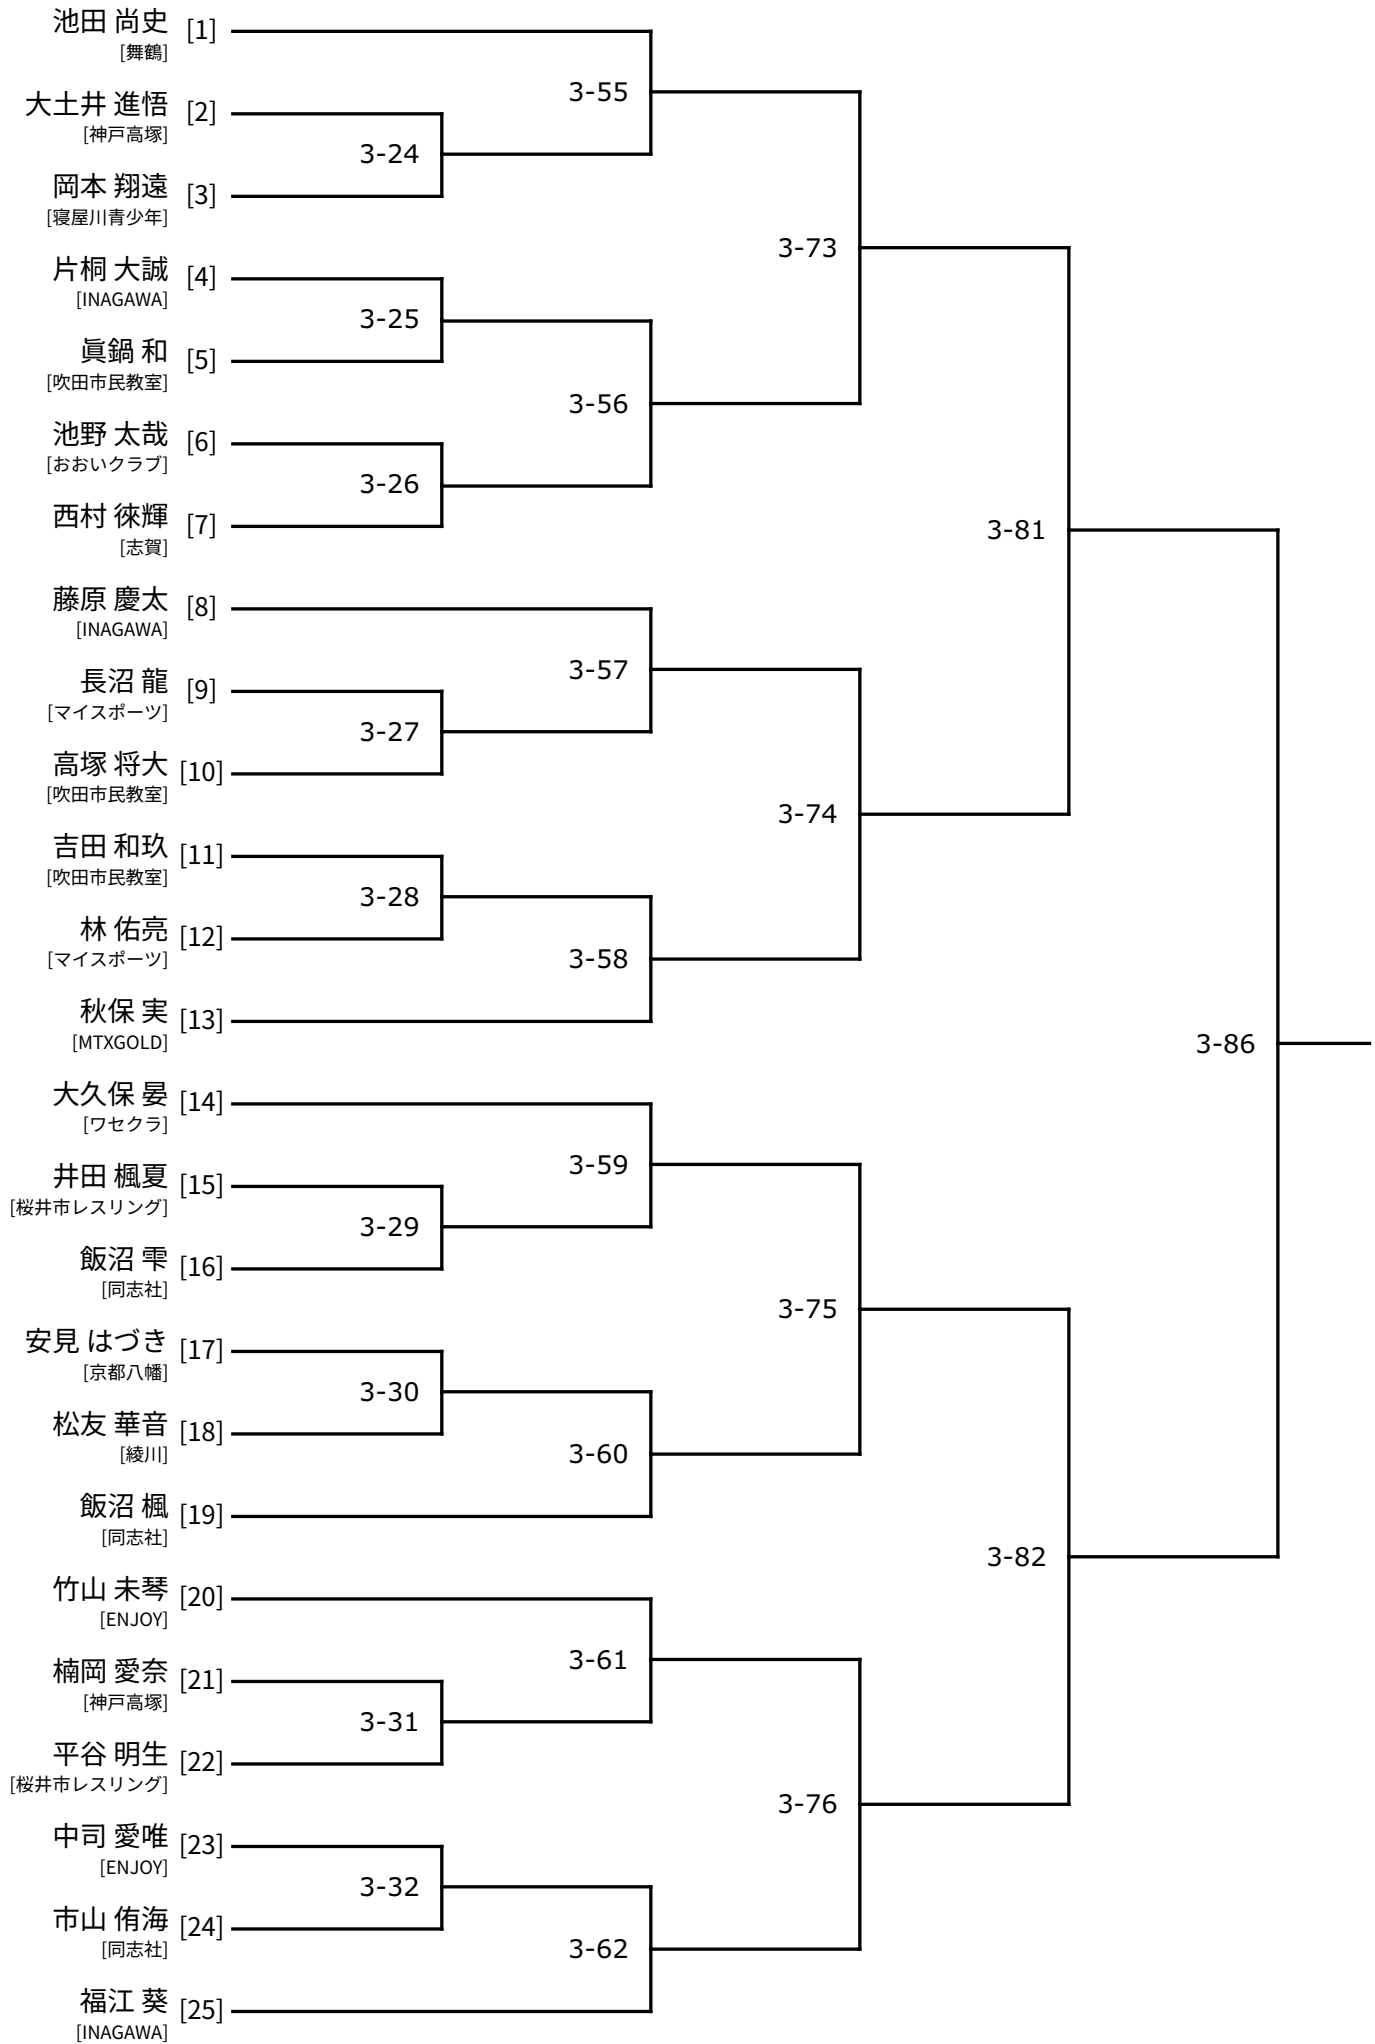 池田 尚史 [1]
[舞鶴]
3-55
大土井 進悟 [2]
[神戸高塚]
3-24
岡本 翔遠 [3]
[寝屋川青少年]
3-73
片桐 大誠 [4]
[INAGAWA]
3-25
眞鍋 和 [5]
[吹田市民教室]
3-56
池野 太哉 [6]
[おおいクラブ]
3-26
西村 徠輝 [7]
[志賀]
3-81
藤原 慶太 [8]
[INAGAWA]
3-57
長沼 龍 [9]
[マイスポーツ]
3-27
高塚 将大 [10]
[吹田市民教室]
3-74
吉田 和玖 [11]
[吹田市民教室]
3-28
林 佑亮 [12]
[マイスポーツ]
3-58
秋保 実 [13]
[MTXGOLD]
3-86
大久保 晏 [14]
[ワセクラ]
3-59
井田 楓夏 [15]
[桜井市レスリング]
3-29
飯沼 雫 [16]
[同志社]
3-75
安見 はづき [17]
[京都八幡]
3-30
松友 華音 [18]
[綾川]
3-60
飯沼 楓 [19]
[同志社]
3-82
竹山 未琴 [20]
[ENJOY]
3-61
楠岡 愛奈 [21]
[神戸高塚]
3-31
平谷 明生 [22]
[桜井市レスリング]
3-76
中司 愛唯 [23]
[ENJOY]
3-32
市山 侑海 [24]
[同志社]
3-62
福江 葵 [25]
[INAGAWA]